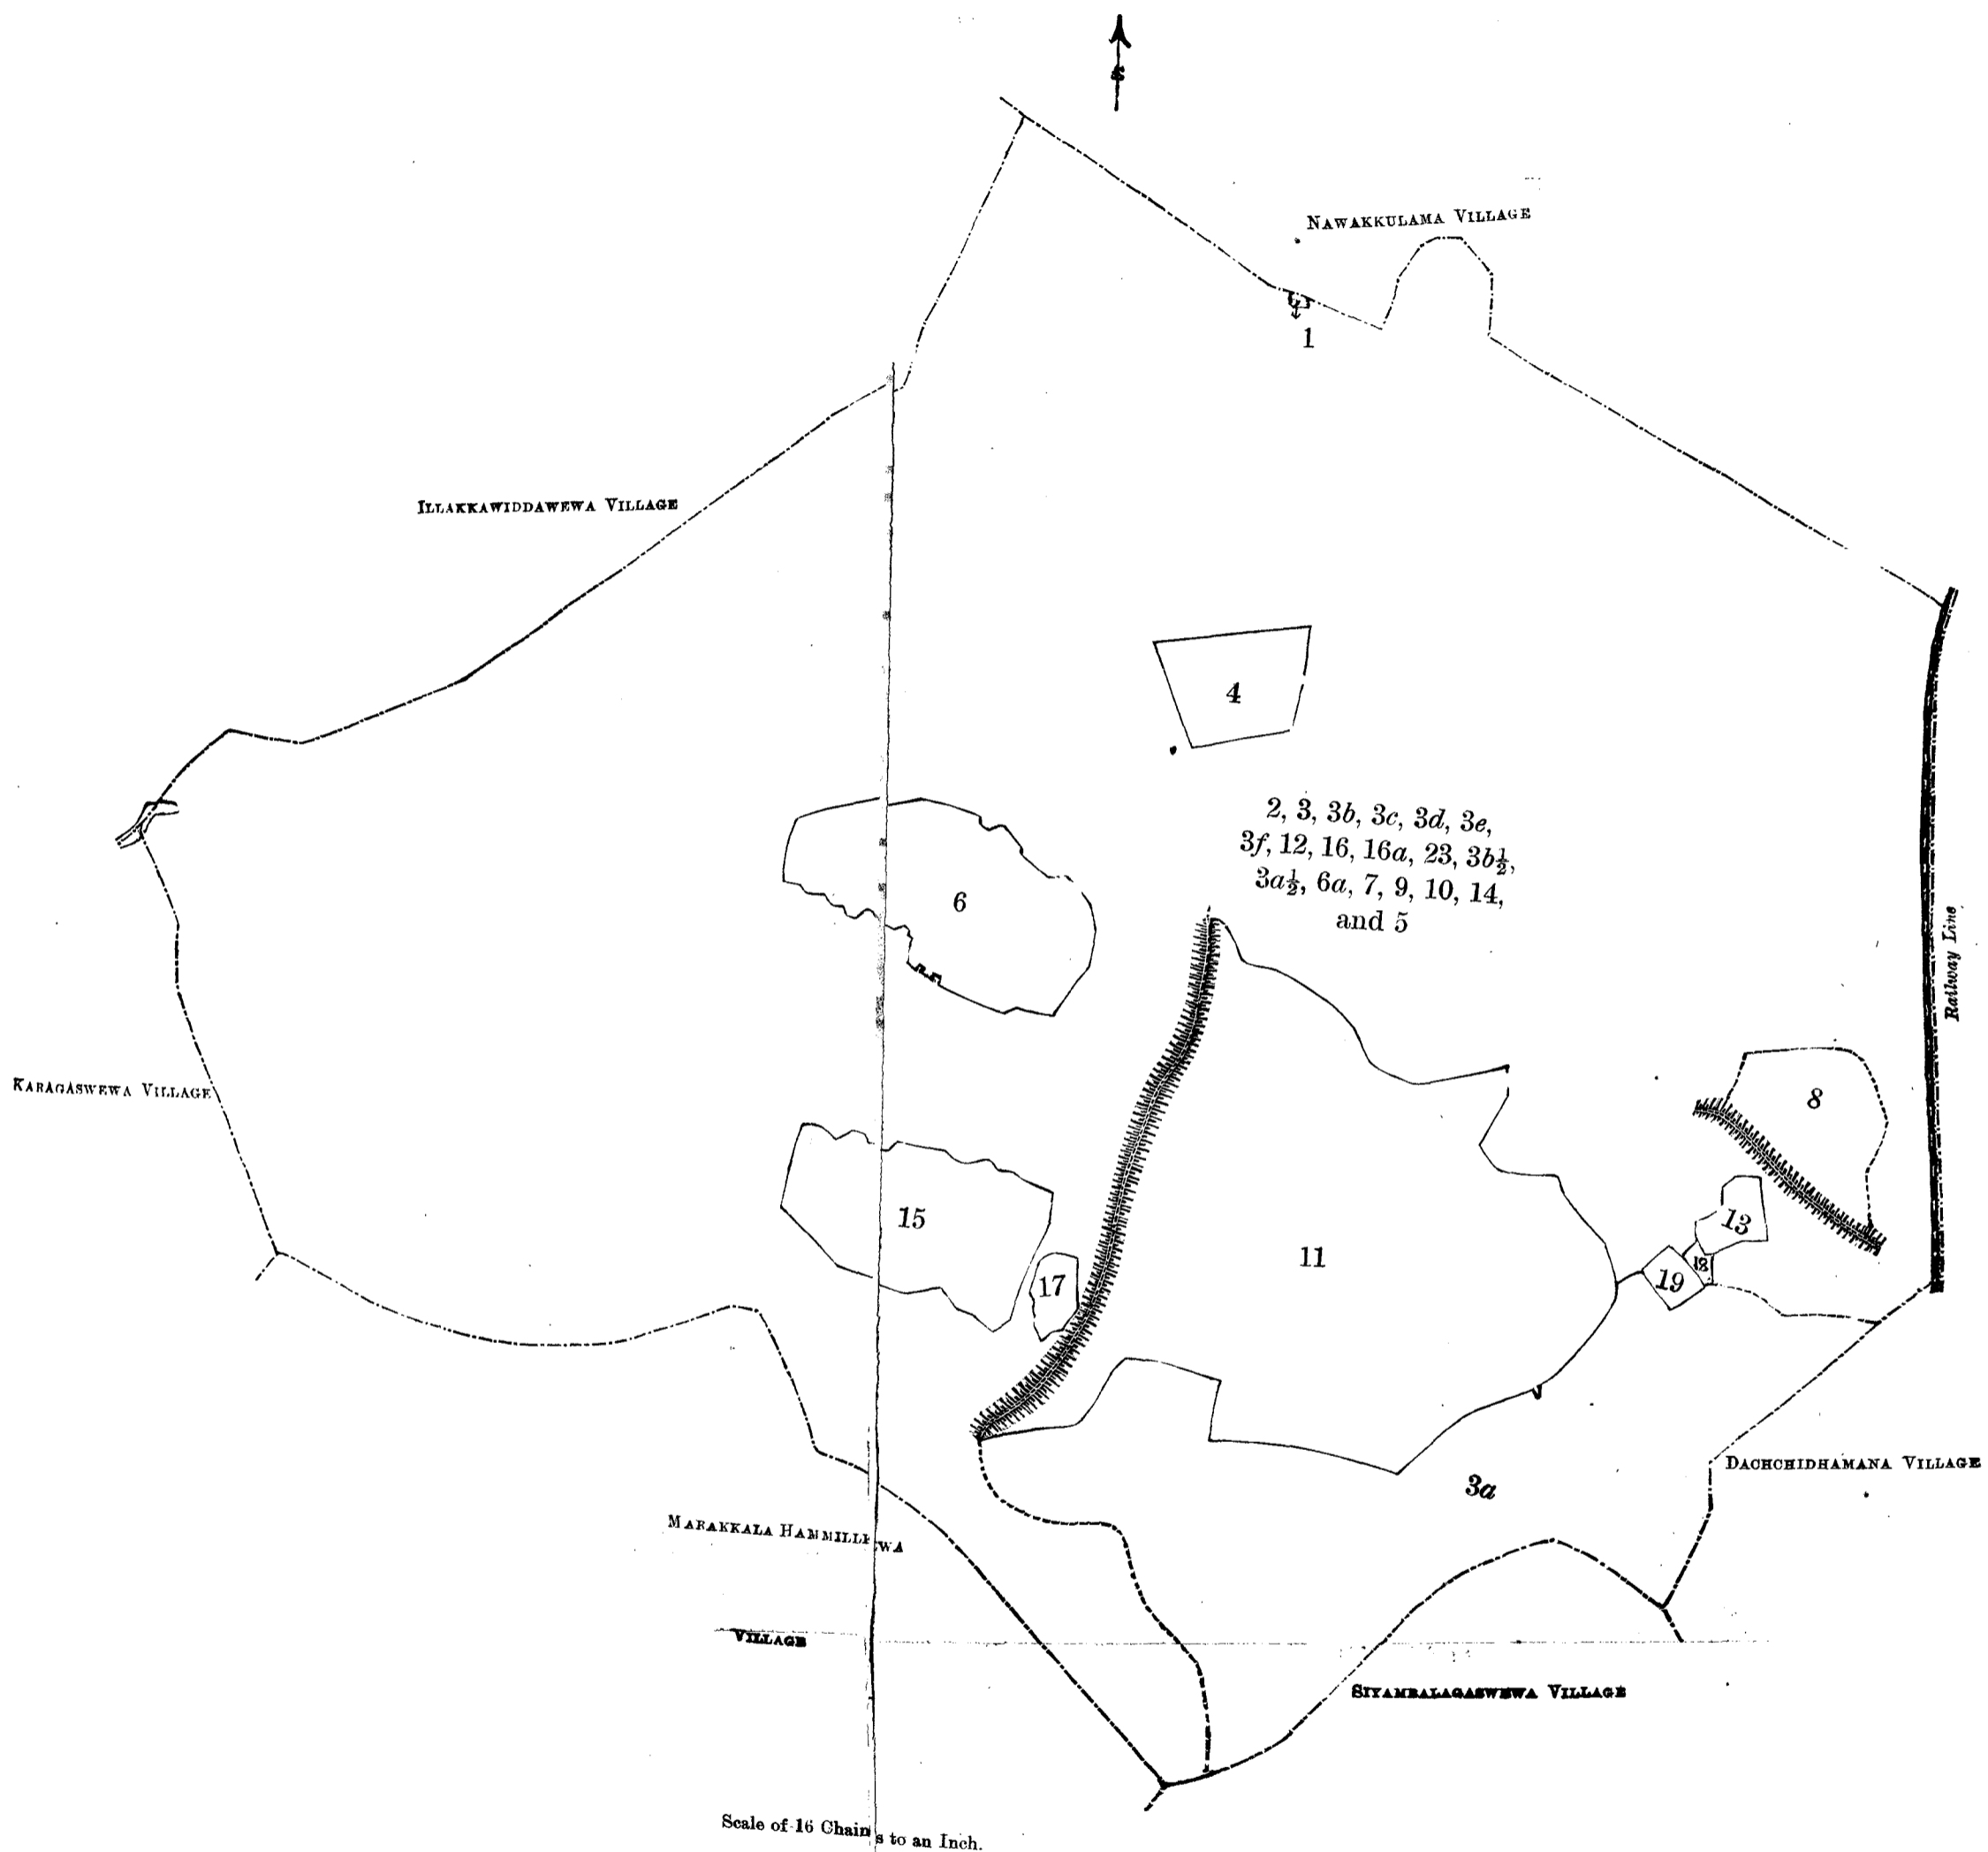 NAWAKKULAMA VILLAGE
1
ILLAKKAWIDDAWEWA VILLAGE
4
2, 3, 3b, 3c, 3d, 3e,
3f, 12, 16, 16a, 23, 3b½,
3a½, 6a, 7, 9, 10, 14,
and 5
6
Railway Line
KARAGASWEWA VILLAGE
8
15
13
11
17
18
19
DACHCHIDHAMANA VILLAGE
3a
MARAKKALA HAMMILLEWA
VILLAGE
SIYAMBALAGASWEWA VILLAGE
Scale of 16 Chains to an Inch.